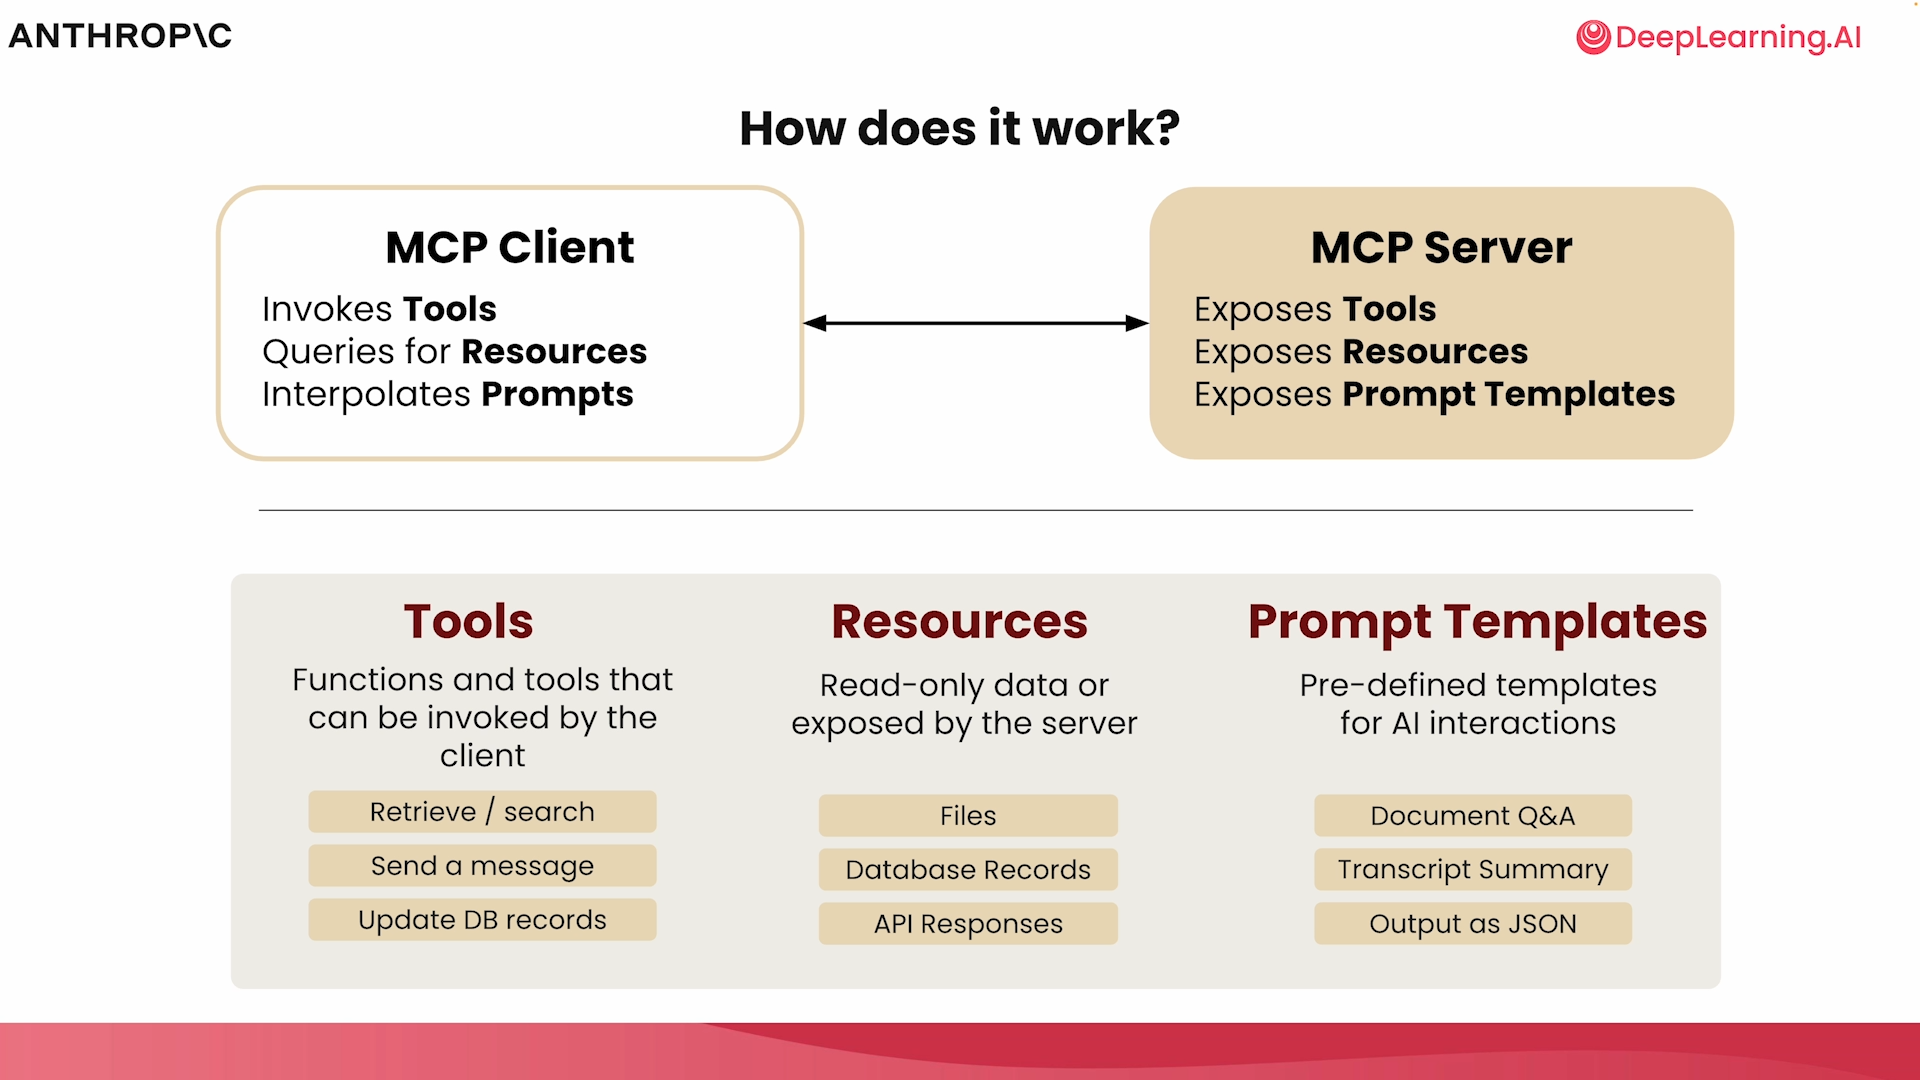 ANTHROP\C
DeepLearning.AI
How does it work?
MCP Client
Invokes Tools
Queries for Resources
Interpolates Prompts
MCP Server
Exposes Tools
Exposes Resources
Exposes Prompt Templates
Tools
Functions and tools that
can be invoked by the
client
Retrieve / search
Send a message
Update DB records
Resources
Read-only data or
exposed by the server
Files
Database Records
API Responses
Prompt Templates
Pre-defined templates
for AI interactions
Document Q&A
Transcript Summary
Output as JSON